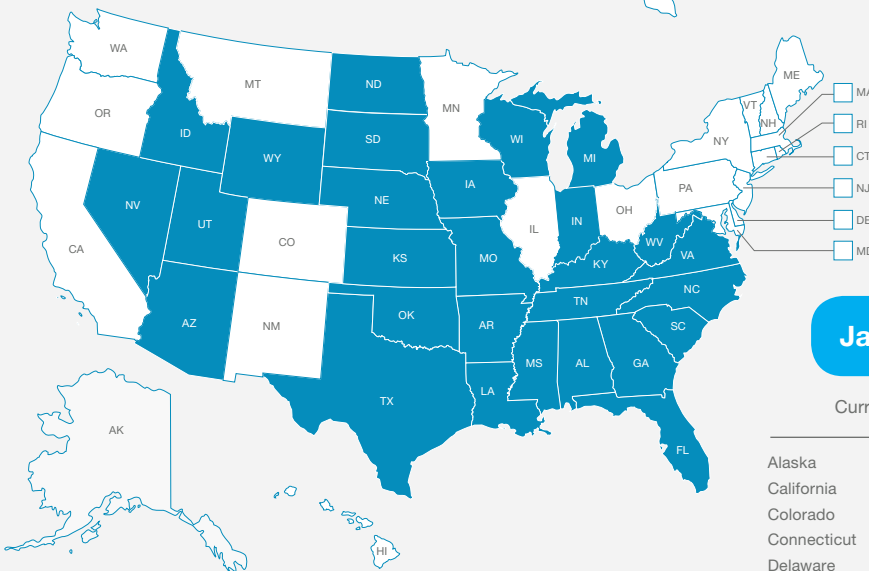 WA
MT
ND
MN
ME
VT
NH
MA
RI
CT
NJ
DE
MD
OR
ID
SD
WI
MI
NY
PA
WY
IA
NE
NV
UT
CO
IL
IN
OH
WV
VA
CA
KS
MO
KY
NC
TN
AZ
NM
OK
AR
SC
MS
AL
GA
TX
LA
FL
AK
HI
Ja
Curr
Alaska
California
Colorado
Connecticut
Delaware